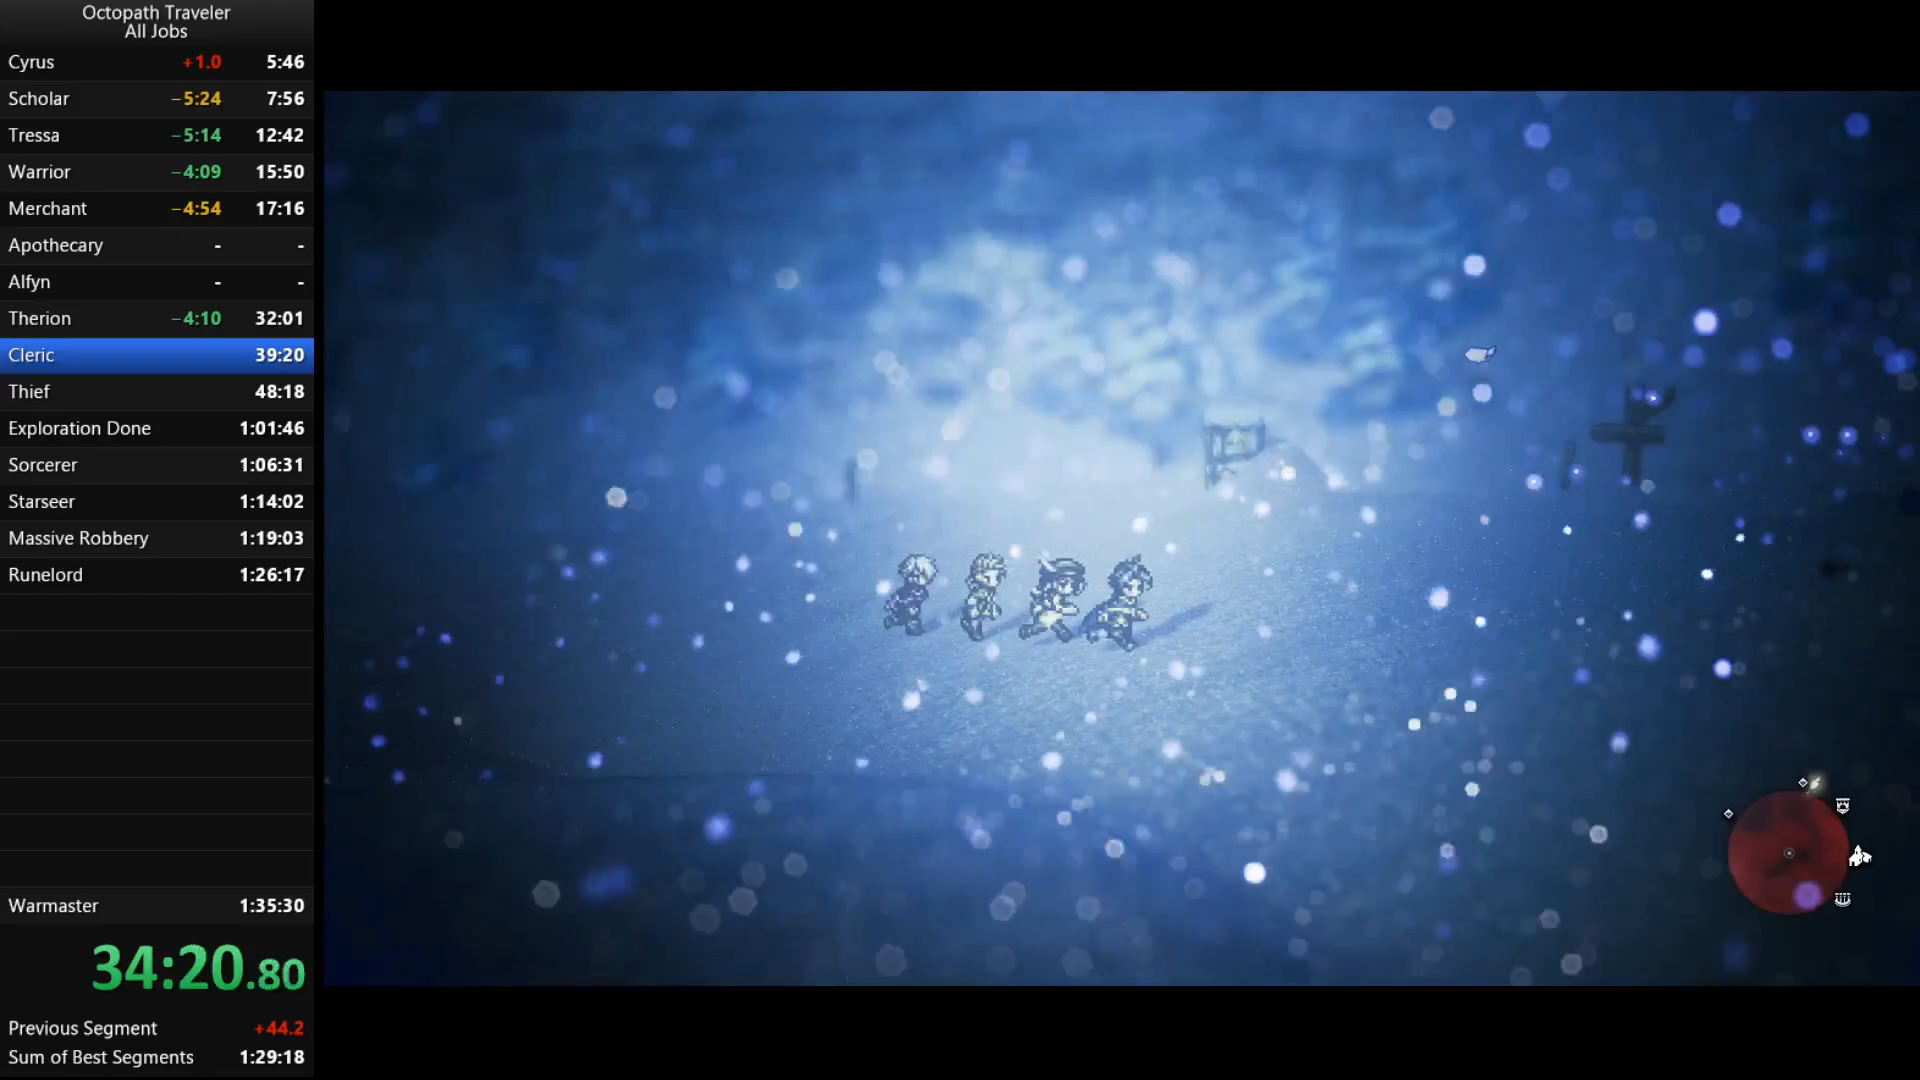 Octopath Traveler
All Jobs
Cyrus +1.0 5:46
Scholar −5:24 7:56
Tressa −5:14 12:42
Warrior −4:09 15:50
Merchant −4:54 17:16
Apothecary - -
Alfyn - -
Therion −4:10 32:01
Cleric 39:20
Thief 48:18
Exploration Done 1:01:46
Sorcerer 1:06:31
Starseer 1:14:02
Massive Robbery 1:19:03
Runelord 1:26:17
Warmaster 1:35:30
34:20.80
Previous Segment +44.2
Sum of Best Segments 1:29:18